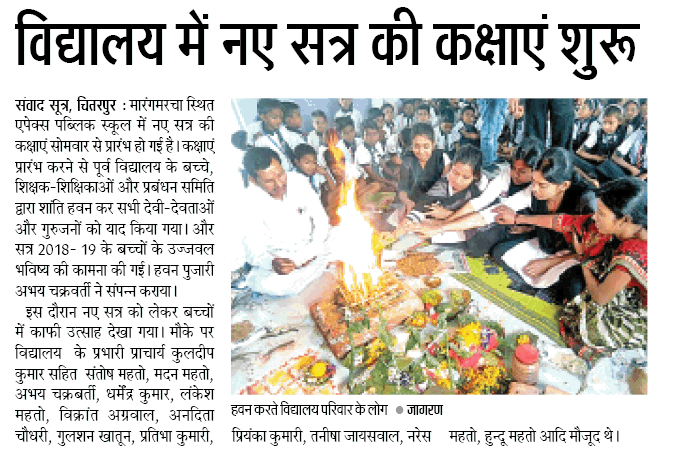 विद्यालय में नए सत्र की कक्षाएं शुरू
संवाद सूत्र, चितरपुर : मारंगमरचा स्थित
एपेक्स पब्लिक स्कूल में नए सत्र की
कक्षाएं सोमवार से प्रारंभ हो गई है। कक्षाएं
प्रारंभ करने से पूर्व विद्यालय के बच्चे,
शिक्षक-शिक्षिकाओं और प्रबंधन समिति
द्वारा शांति हवन कर सभी देवी-देवताओं
और गुरुजनों को याद किया गया। और
सत्र 2018- 19 के बच्चों के उज्जवल
भविष्य की कामना की गई। हवन पुजारी
अभय चक्रवर्ती ने संपन्न कराया।
इस दौरान नए सत्र को लेकर बच्चों
में काफी उत्साह देखा गया। मौके पर
विद्यालय के प्रभारी प्राचार्य कुलदीप
कुमार सहित संतोष महतो, मदन महतो,
अभय चक्रबर्ती, धर्मेंद्र कुमार, लकेश
महतो, विक्रांत अग्रवाल, अनदिता
चौधरी, गुलशन खातून, प्रतिभा कुमारी,
हवन करते विद्यालय परिवार के लोग ● जागरण
प्रियंका कुमारी, तनीषा जायसवाल, नरेस महतो, हुन्दू महतो आदि मौजूद थे।